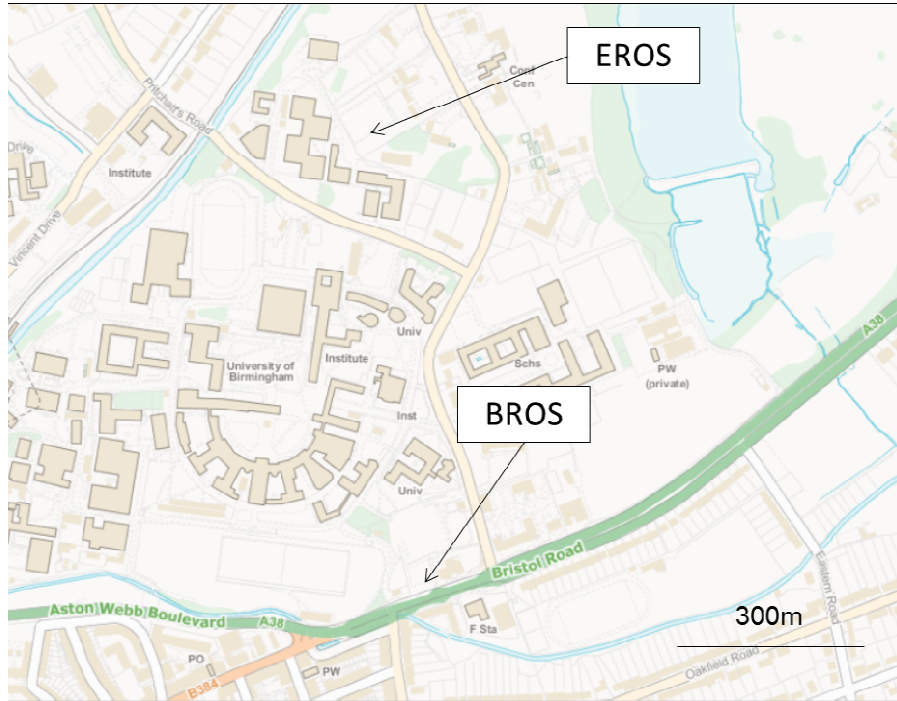 EROS
Conf
Cen
Pritchat's Road
Drive
Institute
Vincent Drive
A38
Univ
University of
Birmingham
Institute
Schs
PW
(private)
BROS
Inst
Univ
Bristol Road
Eastern Road
Aston Webb Boulevard
A38
300m
F Sta
PO
PW
B384
Oakfield Road